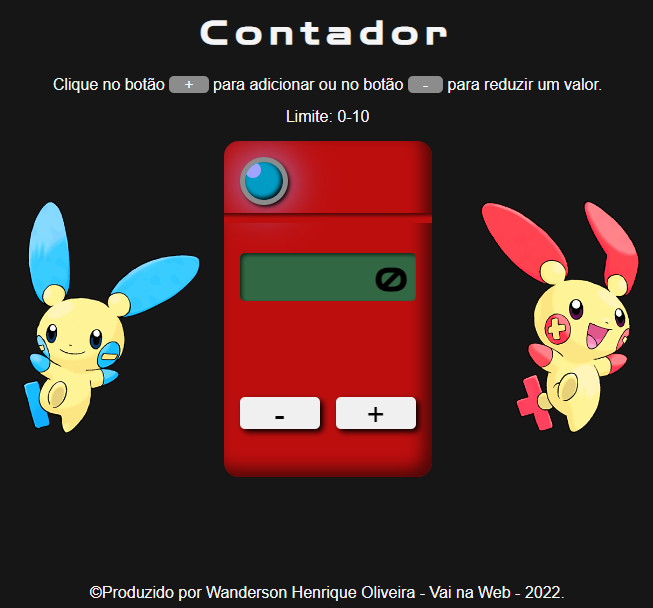 Contador
Clique no botão + para adicionar ou no botão - para reduzir um valor.
Limite: 0-10
0
- +
©Produzido por Wanderson Henrique Oliveira - Vai na Web - 2022.